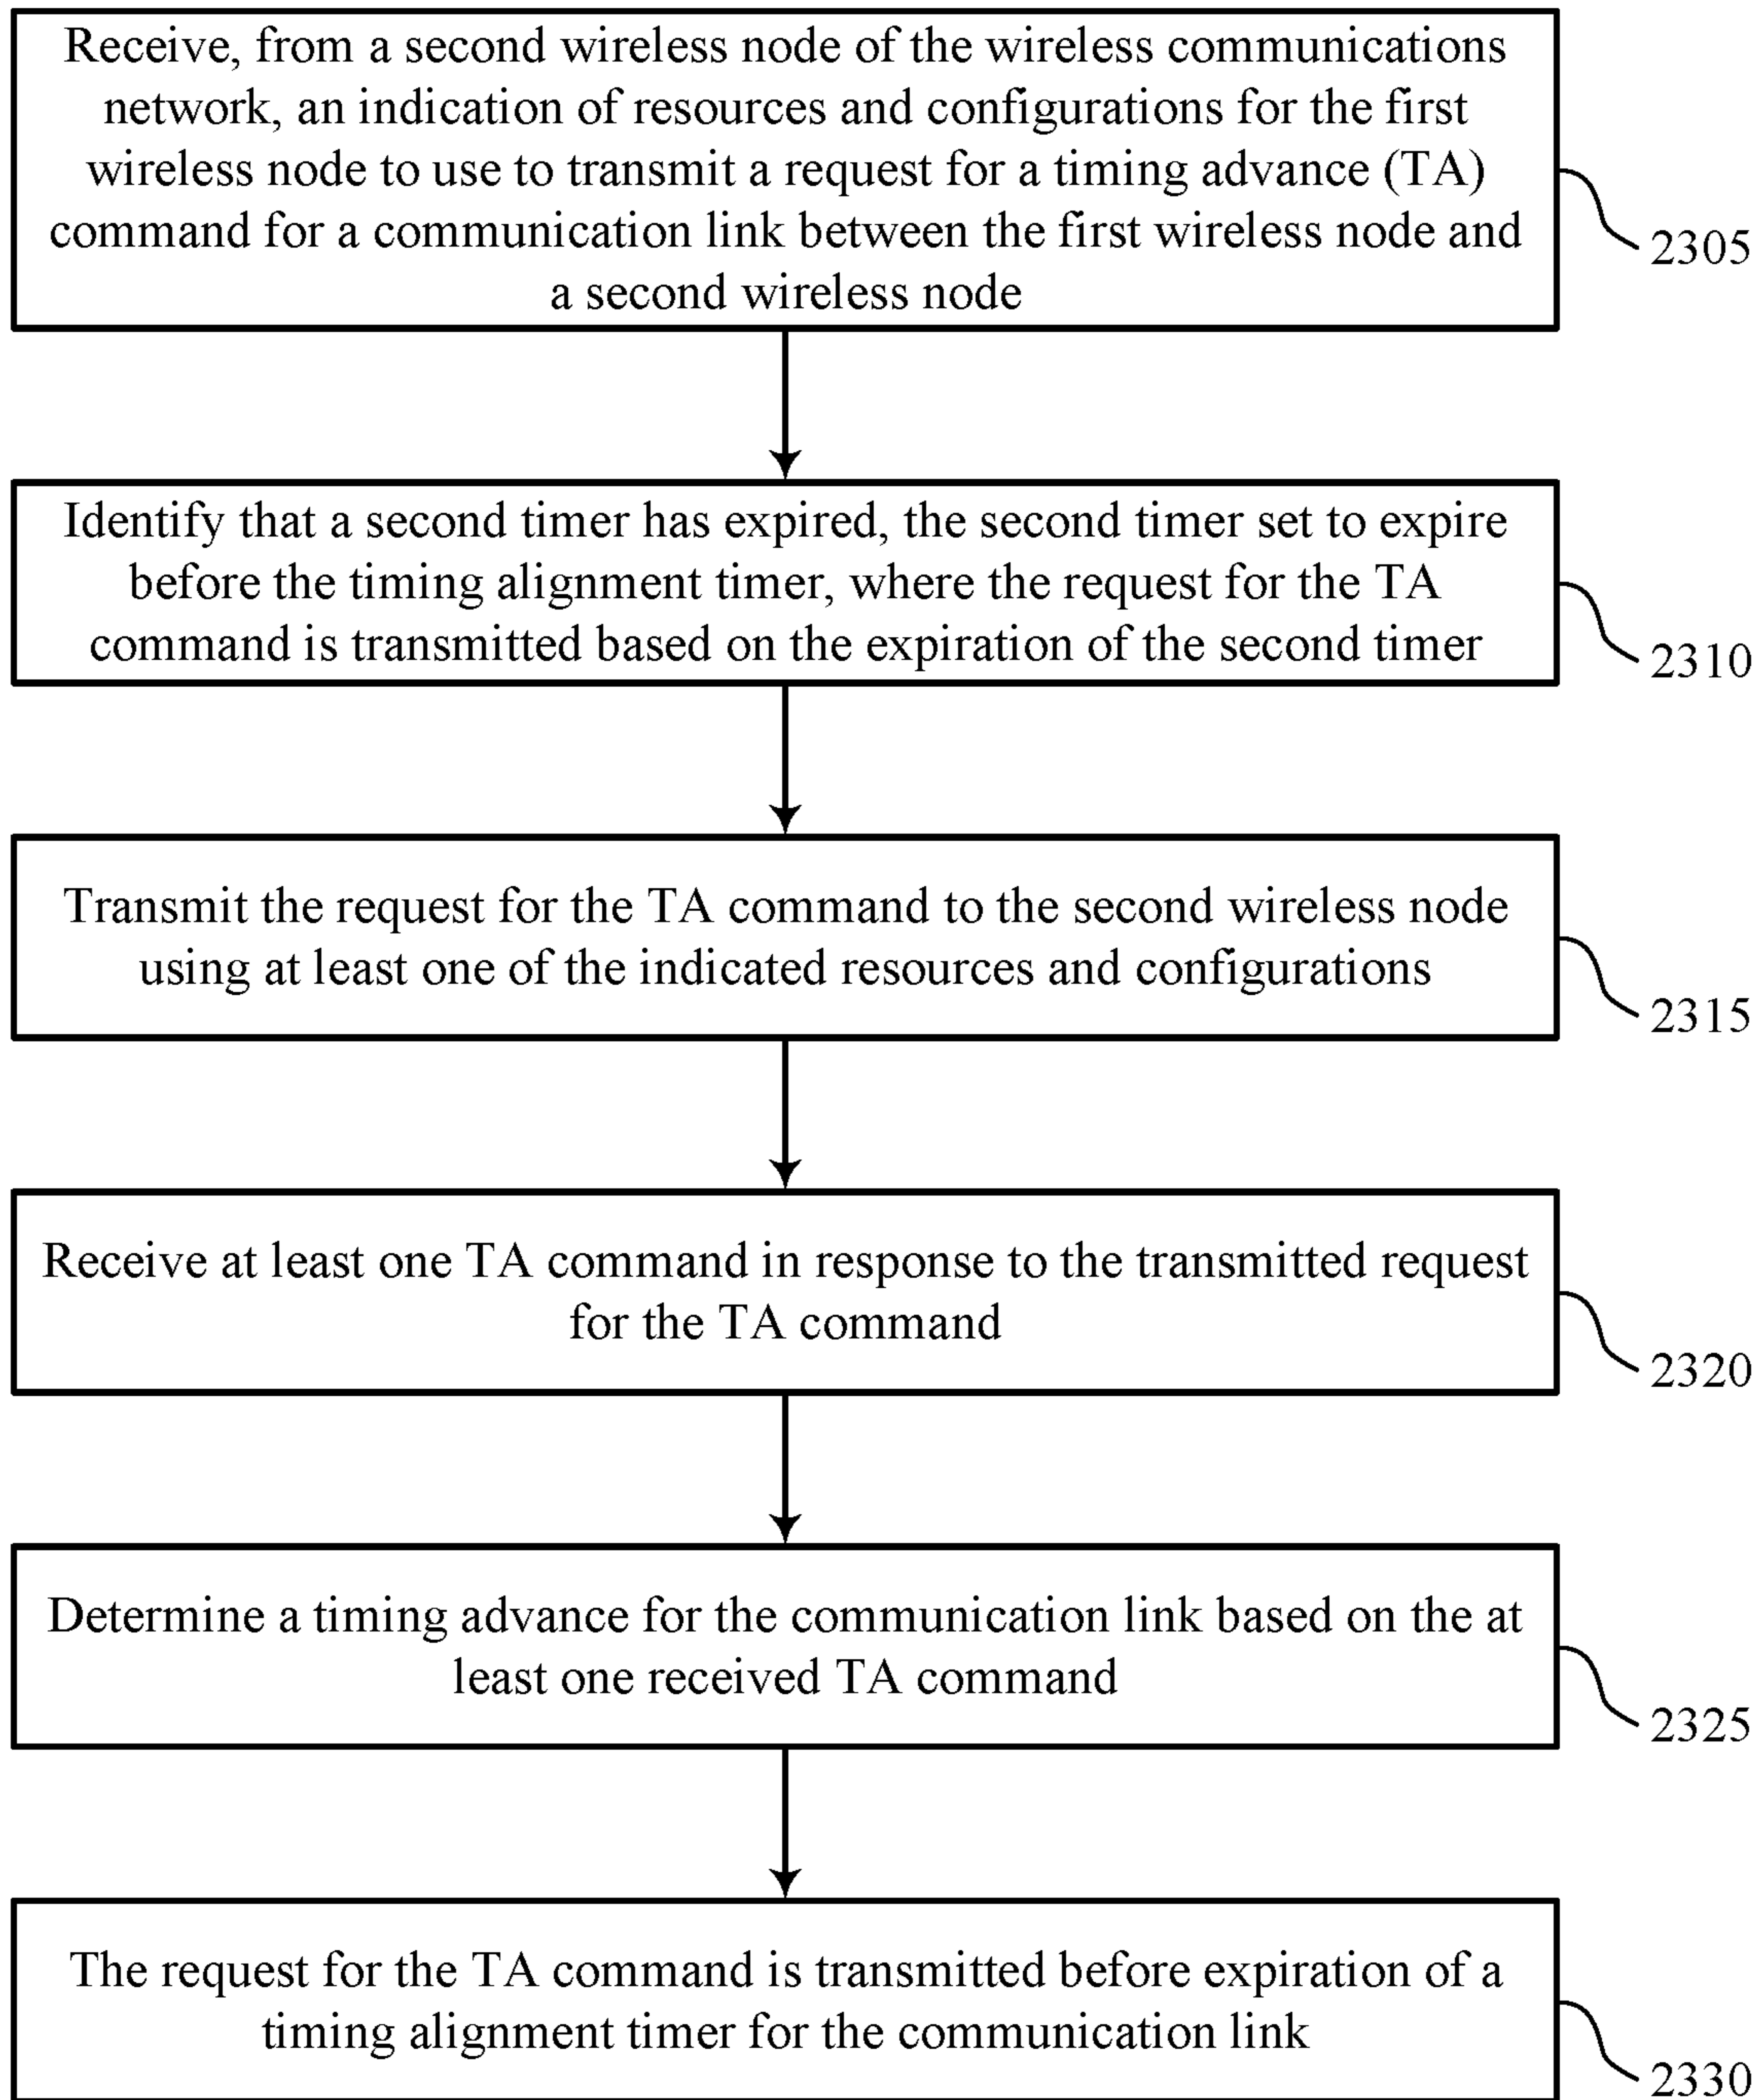 Receive, from a second wireless node of the wireless communications
network, an indication of resources and configurations for the first
wireless node to use to transmit a request for a timing advance (TA)
command for a communication link between the first wireless node and
a second wireless node
2305
Identify that a second timer has expired, the second timer set to expire
before the timing alignment timer, where the request for the TA
command is transmitted based on the expiration of the second timer
2310
Transmit the request for the TA command to the second wireless node
using at least one of the indicated resources and configurations
2315
Receive at least one TA command in response to the transmitted request
for the TA command
2320
Determine a timing advance for the communication link based on the at
least one received TA command
2325
The request for the TA command is transmitted before expiration of a
timing alignment timer for the communication link
2330